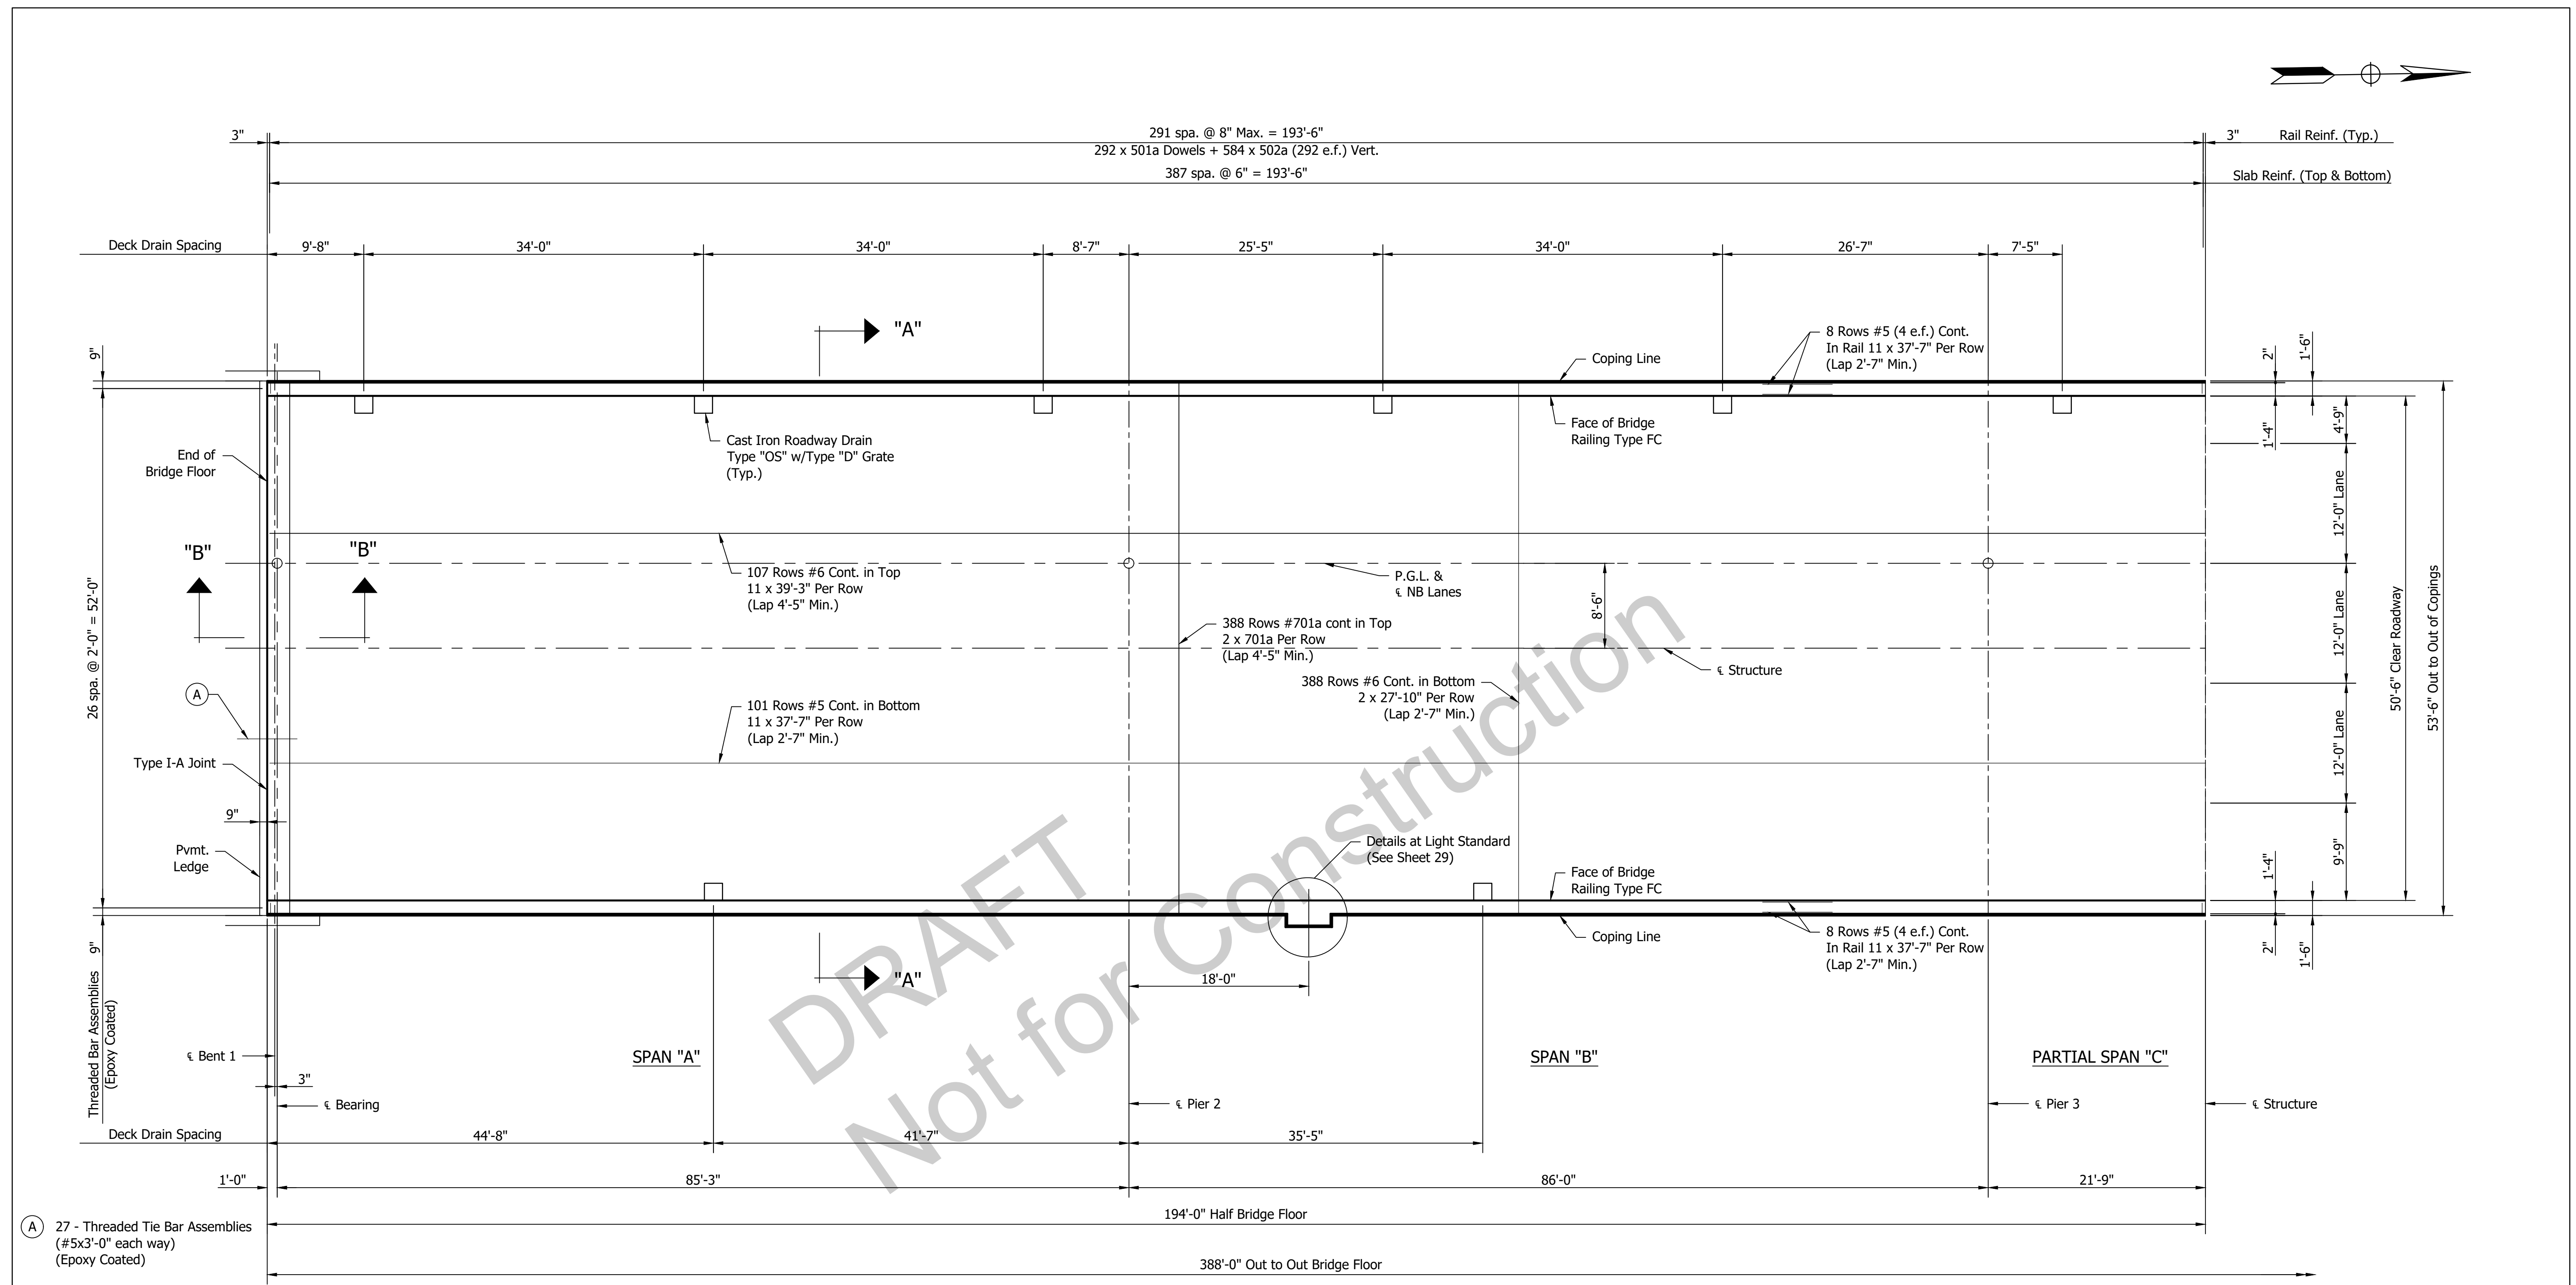 3"
291 spa. @ 8" Max. = 193'-6"
292 x 501a Dowels + 584 x 502a (292 e.f.) Vert.
3"
Rail Reinf. (Typ.)
387 spa. @ 6" = 193'-6"
Slab Reinf. (Top & Bottom)
Deck Drain Spacing
9'-8"
34'-0"
34'-0"
8'-7"
25'-5"
34'-0"
26'-7"
7'-5"
"A"
8 Rows #5 (4 e.f.) Cont.
In Rail 11 x 37'-7" Per Row
(Lap 2'-7" Min.)
Coping Line
9"
2"
1'-6"
Face of Bridge
Railing Type FC
Cast Iron Roadway Drain
Type "OS" w/Type "D" Grate
(Typ.)
End of
Bridge Floor
1'-4"
4'-9"
12'-0" Lane
"B"
"B"
107 Rows #6 Cont. in Top
11 x 39'-3" Per Row
(Lap 4'-5" Min.)
P.G.L. &
℄ NB Lanes
8'-6"
26 spa. @ 2'-0" = 52'-0"
388 Rows #701a cont in Top
2 x 701a Per Row
(Lap 4'-5" Min.)
℄ Structure
12'-0" Lane
50'-6" Clear Roadway
53'-6" Out to Out of Copings
388 Rows #6 Cont. in Bottom
2 x 27'-10" Per Row
(Lap 2'-7" Min.)
A
101 Rows #5 Cont. in Bottom
11 x 37'-7" Per Row
(Lap 2'-7" Min.)
12'-0" Lane
Type I-A Joint
9"
Pvmt.
Ledge
Details at Light Standard
(See Sheet 29)
Face of Bridge
Railing Type FC
1'-4"
9'-9"
Coping Line
8 Rows #5 (4 e.f.) Cont.
In Rail 11 x 37'-7" Per Row
(Lap 2'-7" Min.)
2"
1'-6"
9"
Threaded Bar Assemblies
(Epoxy Coated)
"A"
18'-0"
DRAFT
Not for Construction
℄ Bent 1
SPAN "A"
SPAN "B"
PARTIAL SPAN "C"
3"
℄ Bearing
℄ Pier 2
℄ Pier 3
℄ Structure
Deck Drain Spacing
44'-8"
41'-7"
35'-5"
1'-0"
85'-3"
86'-0"
21'-9"
194'-0" Half Bridge Floor
A
27 - Threaded Tie Bar Assemblies
(#5x3'-0" each way)
(Epoxy Coated)
388'-0" Out to Out Bridge Floor